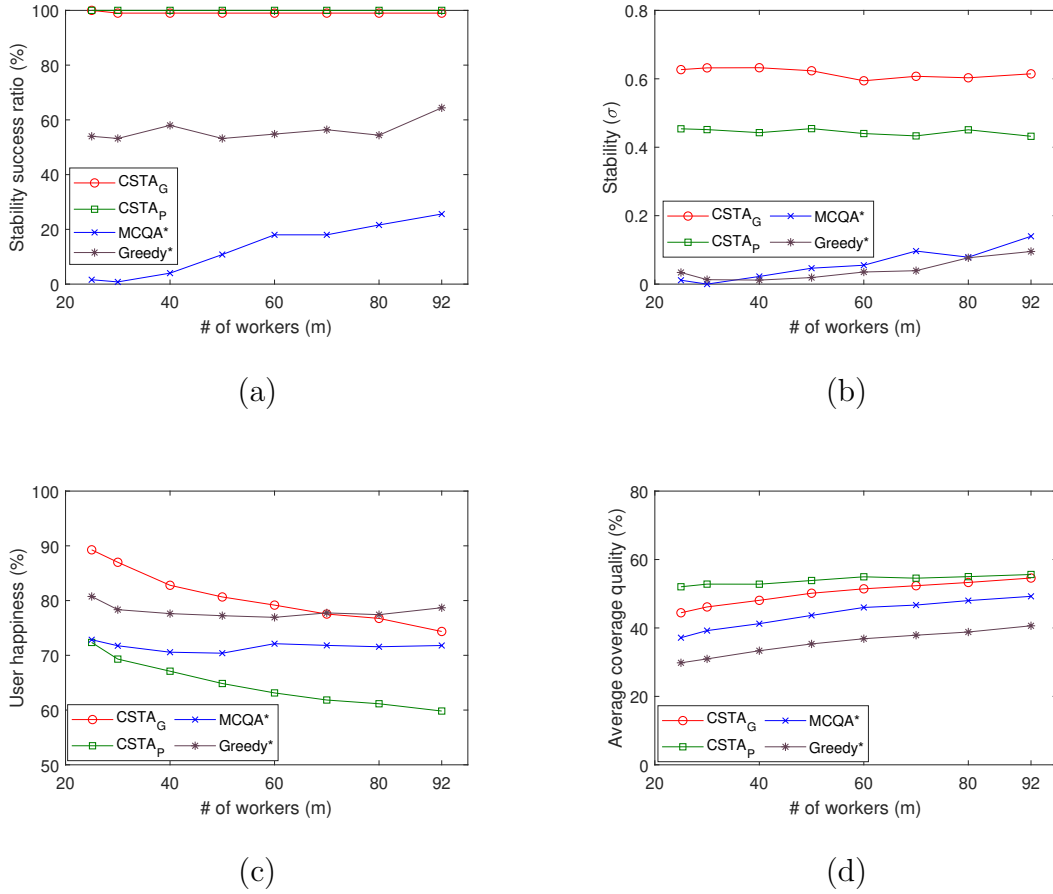 Stability success ratio (%)
100
80
60
40
20
0
CSTA_G
CSTA_P
MCQA*
Greedy*
20 40 60 80 92
# of workers (m)
(a)
Stability (σ)
0.8
0.6
0.4
0.2
0
CSTA_G MCQA*
CSTA_P Greedy*
20 40 60 80 92
# of workers (m)
(b)
User happiness (%)
100
90
80
70
60
50
CSTA_G MCQA*
CSTA_P Greedy*
20 40 60 80 92
# of workers (m)
(c)
Average coverage quality (%)
80
60
40
20
0
CSTA_G MCQA*
CSTA_P Greedy*
20 40 60 80 92
# of workers (m)
(d)